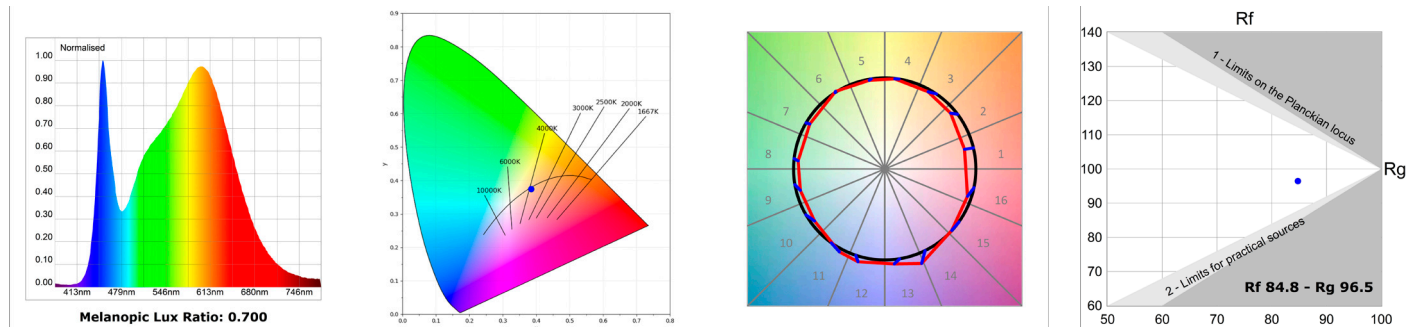 Normalised
1.00
0.00
0.80
0.70
0.60
0.50
0.40
0.30
0.20
0.10
0.00
413nm 479nm 546nm 613nm 680nm 746nm
Melanopic Lux Ratio: 0.700
0.9
0.8
0.7
0.6
0.5
0.4
0.3
0.2
0.1
0.0
y
0.0 0.1 0.2 0.3 0.4 0.5 0.6 0.7 0.8
10000K
6000K
4000K
3000K
2500K
2000K
1667K
1
2
3
4
5
6
7
8
9
10
11
12
13
14
15
16
Rf
140
130
120
110
100
90
80
70
60
50 60 70 80 90 100
Rg
1 - Limits on the Planckian locus
2 - Limits for practical sources
Rf 84.8 - Rg 96.5